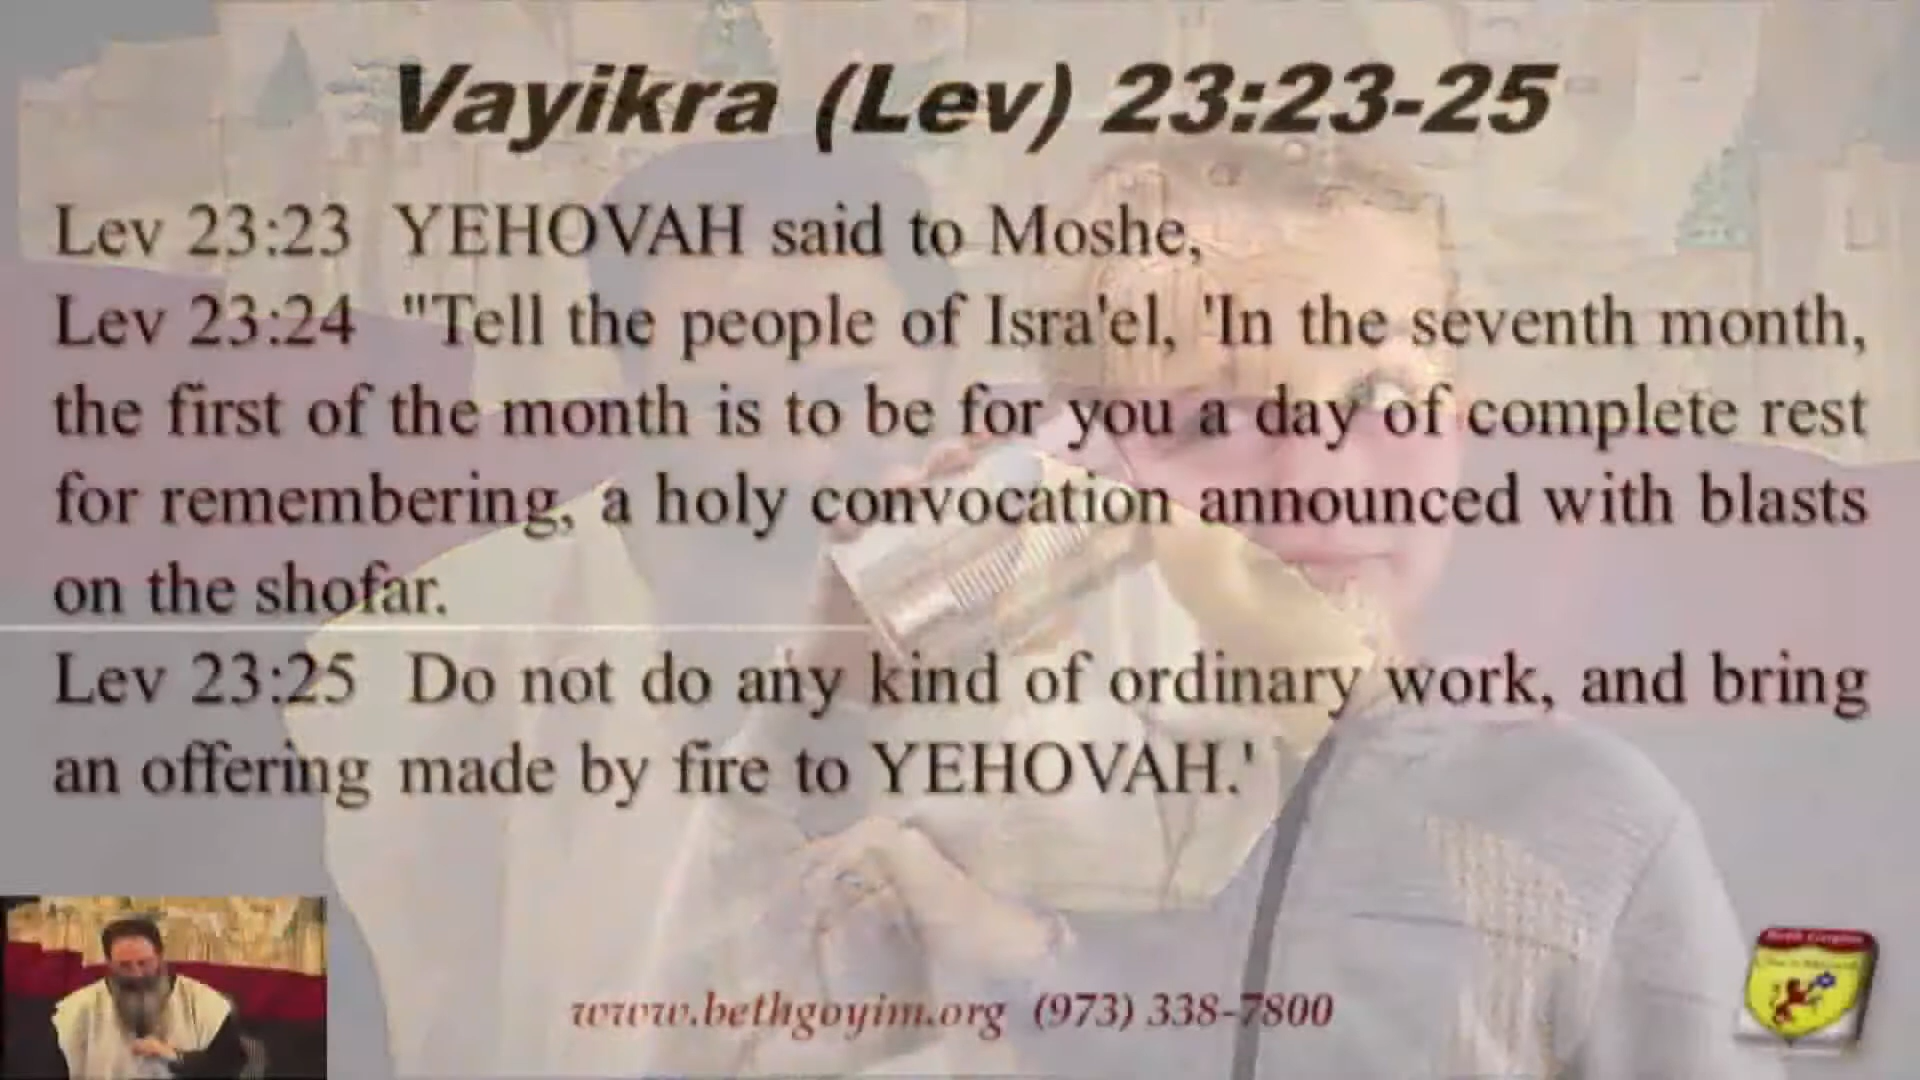 Vayikra (Lev) 23:23-25
Lev 23:23 YEHOVAH said to Moshe,
Lev 23:24 "Tell the people of Isra'el, 'In the seventh month,
the first of the month is to be for you a day of complete rest
for remembering, a holy convocation announced with blasts
on the shofar.
Lev 23:25 Do not do any kind of ordinary work, and bring
an offering made by fire to YEHOVAH.'
www.bethgoyim.org (973) 338-7800